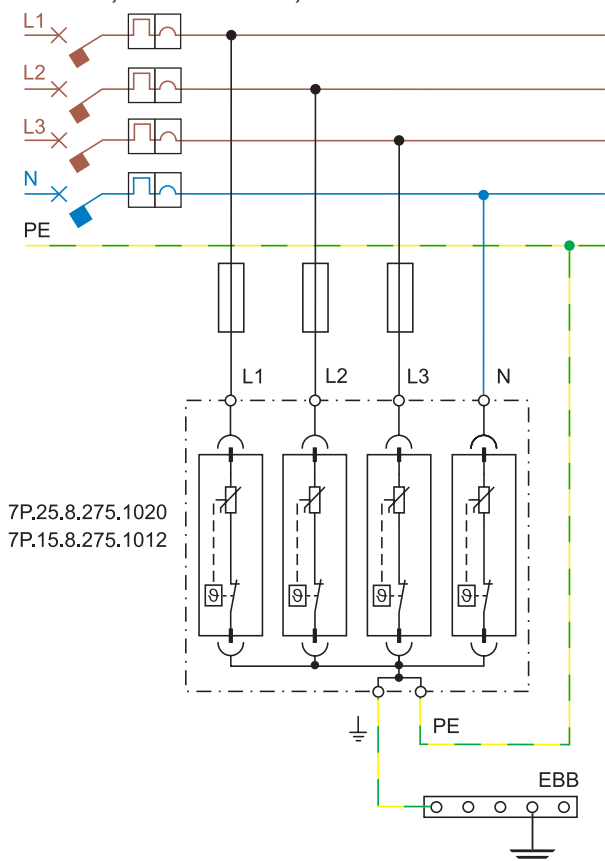 L1
L2
L3
N
PE
L1 L2 L3 N
7P.25.8.275.1020
7P.15.8.275.1012
ϑ ϑ ϑ ϑ
PE
EBB